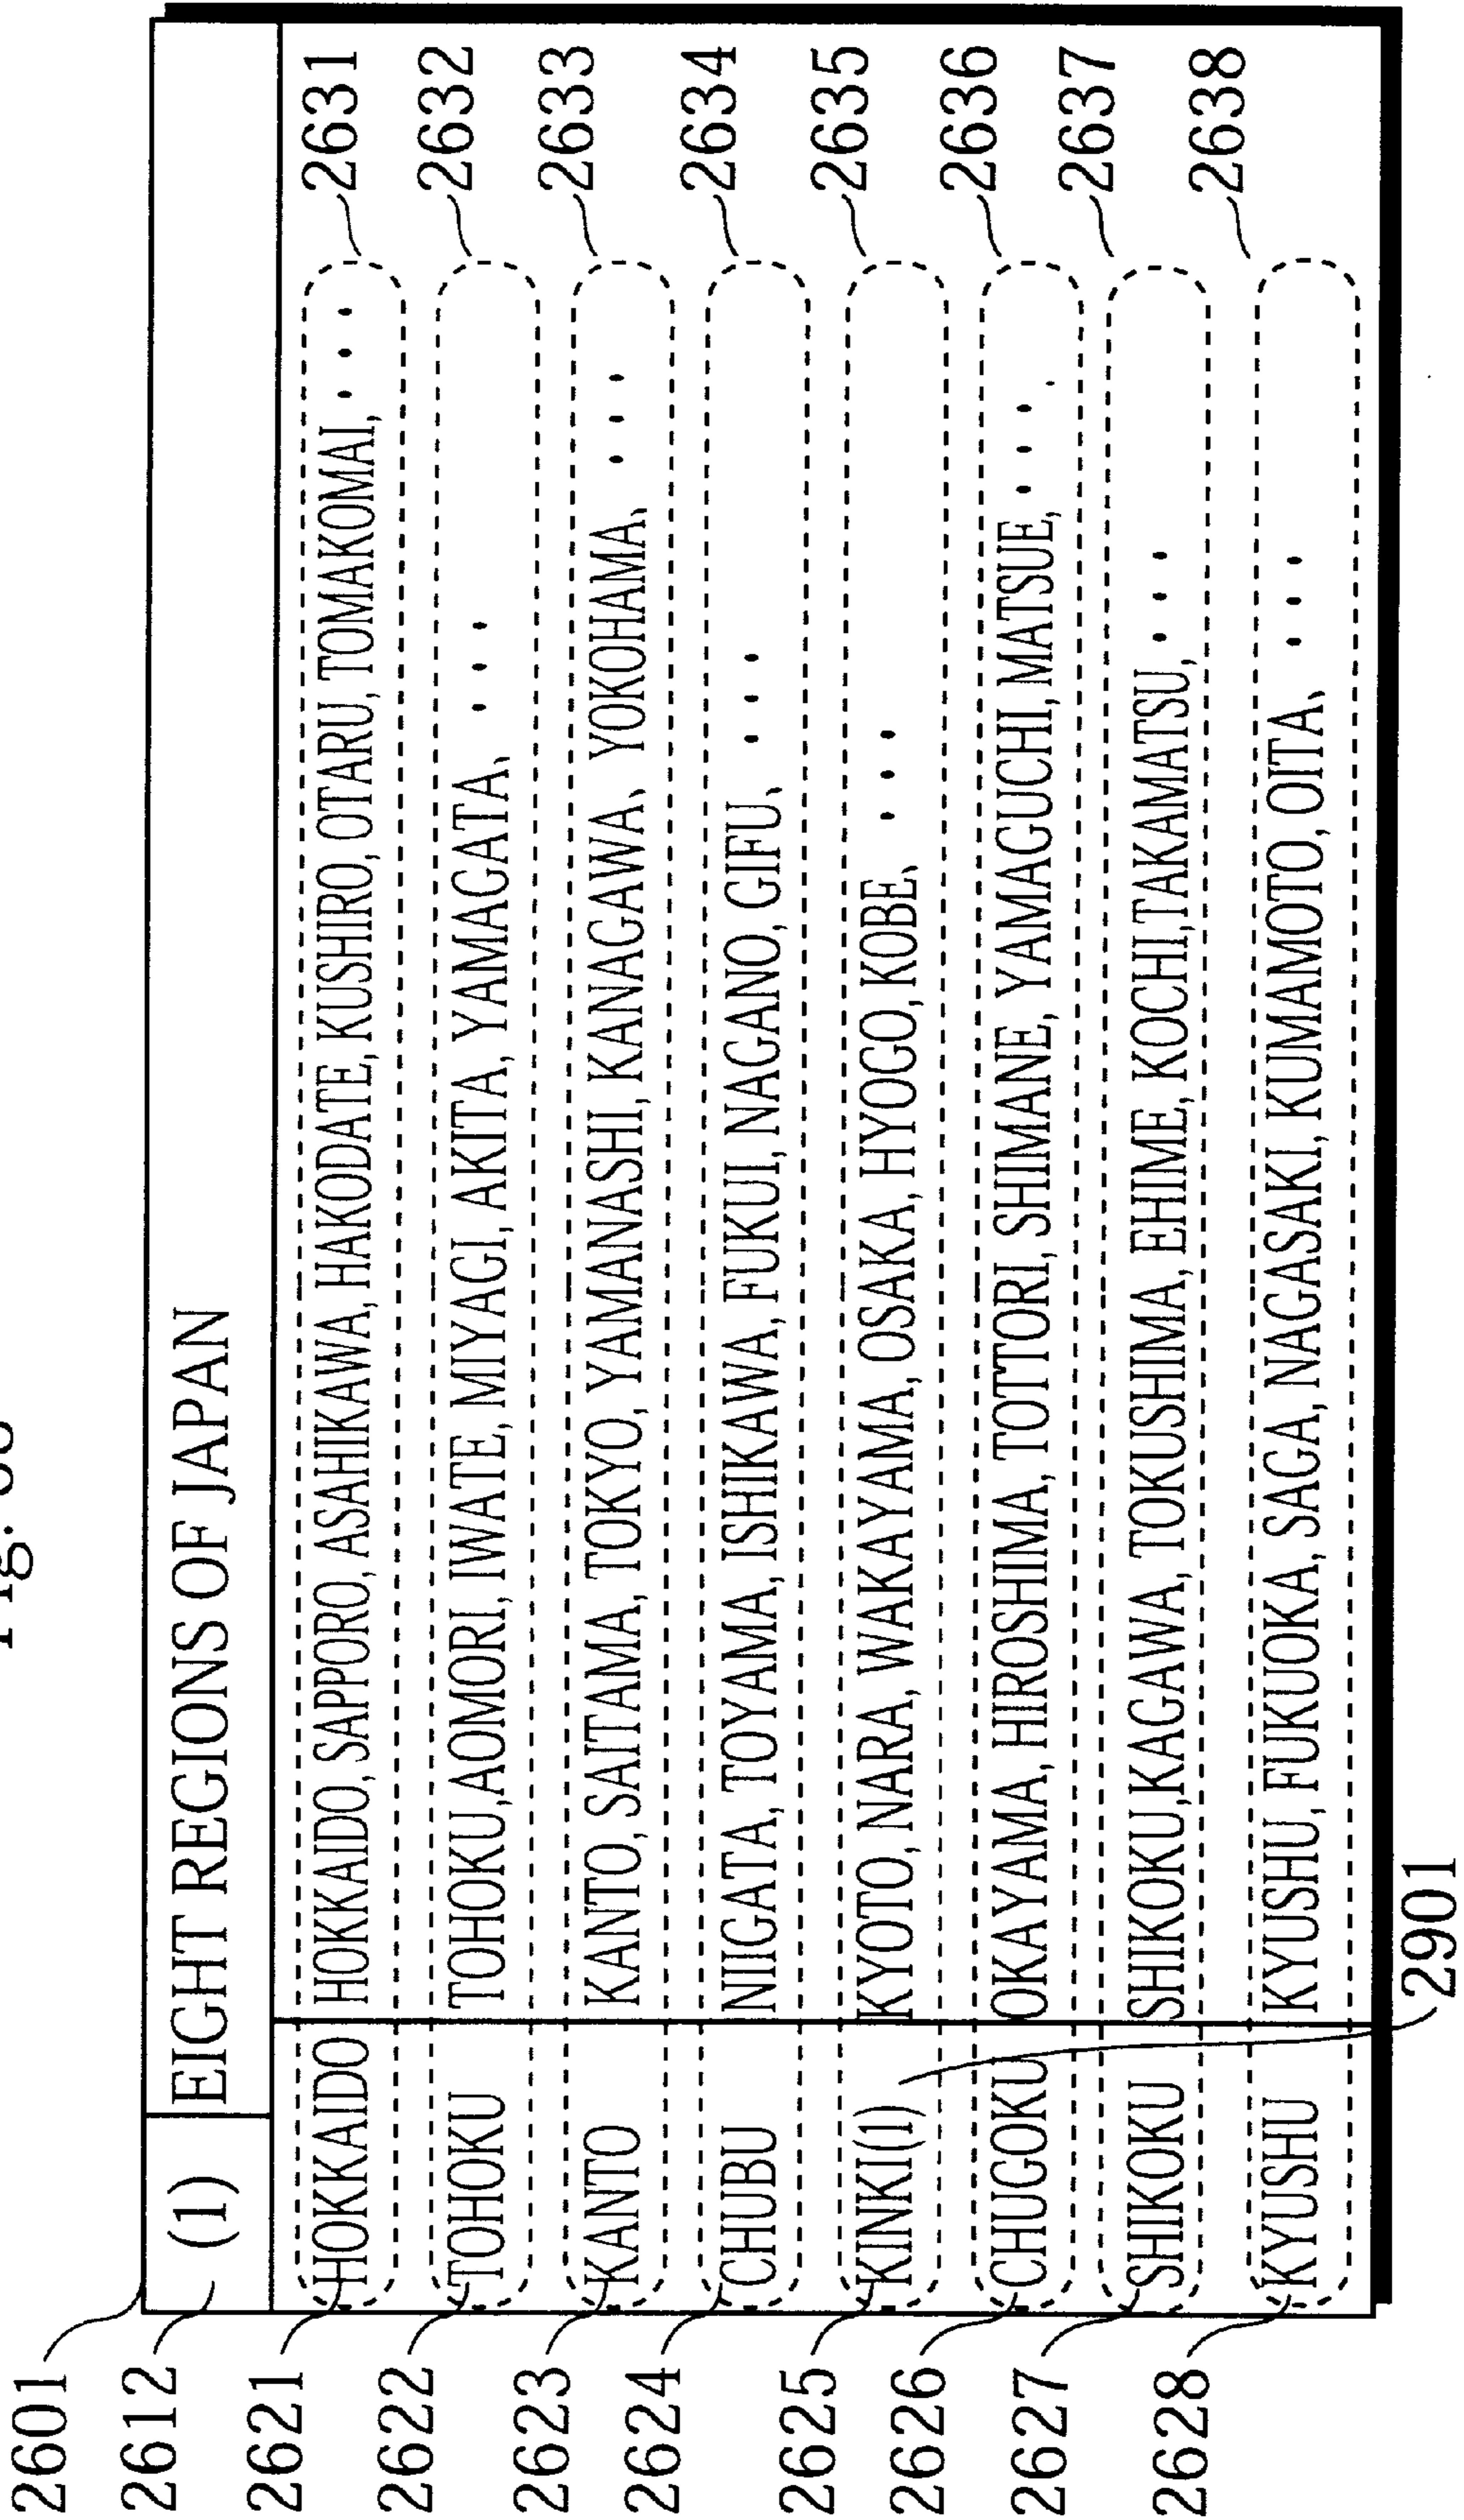 2601
2612 (1) EIGHT REGIONS OF JAPAN
2621 HOKKAIDO HOKKAIDO, SAPPORO, ASAHIKAWA, HAKODATE, KUSHIRO, OTARU, TOMAKOMAI, ... 2631
2622 TOHOKU TOHOKU, AOMORI, IWATE, MIYAGI, AKITA, YAMAGATA、 ... 2632
2623 KANTO KANTO, SAITAMA, TOKYO, YAMANASHI, KANAGAWA、YOKOHAMA、 ... 2633
2624 CHUBU NIIGATA, TOYAMA, ISHIKAWA, FUKUI, NAGANO, GIFU、 ... 2634
2625 KINKI(1) KYOTO, NARA, WAKAYAMA, OSAKA, HYOGO, KOBE、 ... 2635
2626 CHUGOKU OKAYAMA, HIROSHIMA, TOTTORI, SHIMANE, YAMAGUCHI, MATSUE, .... 2636
2627 SHIKOKU SHIKOKU, KAGAWA, TOKUSHIMA, EHIME, KOCHI, TAKAMATSU, ... 2637
2628 KYUSHU KYUSHU, FUKUOKA, SAGA, NAGASAKI, KUMAMOTO, OITA、 ... 2638
2901